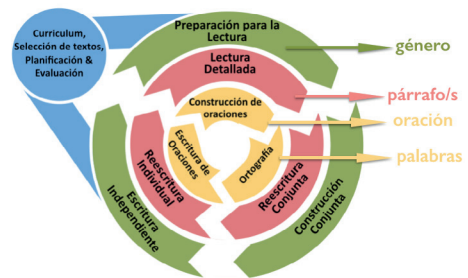 Curriculum,
Selección de textos,
Planificación &
Evaluación
Preparación para la
Lectura
género
Lectura
Detallada
párrafo/s
Construcción de
oraciones
oración
palabras
Escritura de
Oraciones
Ortografía
Reescritura
Individual
Reescritura
Conjunta
Escritura
Independiente
Construcción
Conjunta